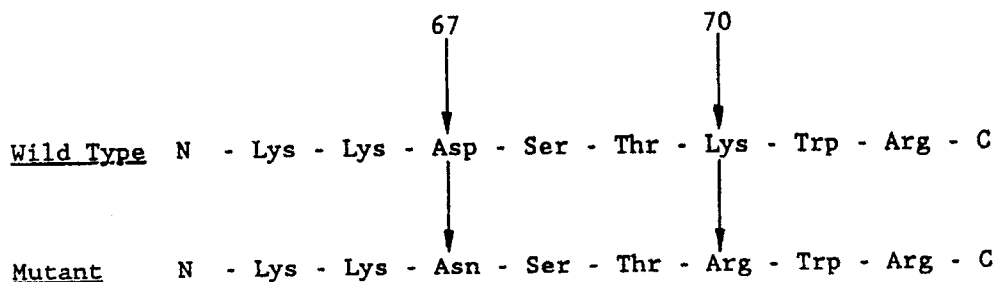 67 70
Wild Type N - Lys - Lys - Asp - Ser - Thr - Lys - Trp - Arg - C
Mutant N - Lys - Lys - Asn - Ser - Thr - Arg - Trp - Arg - C